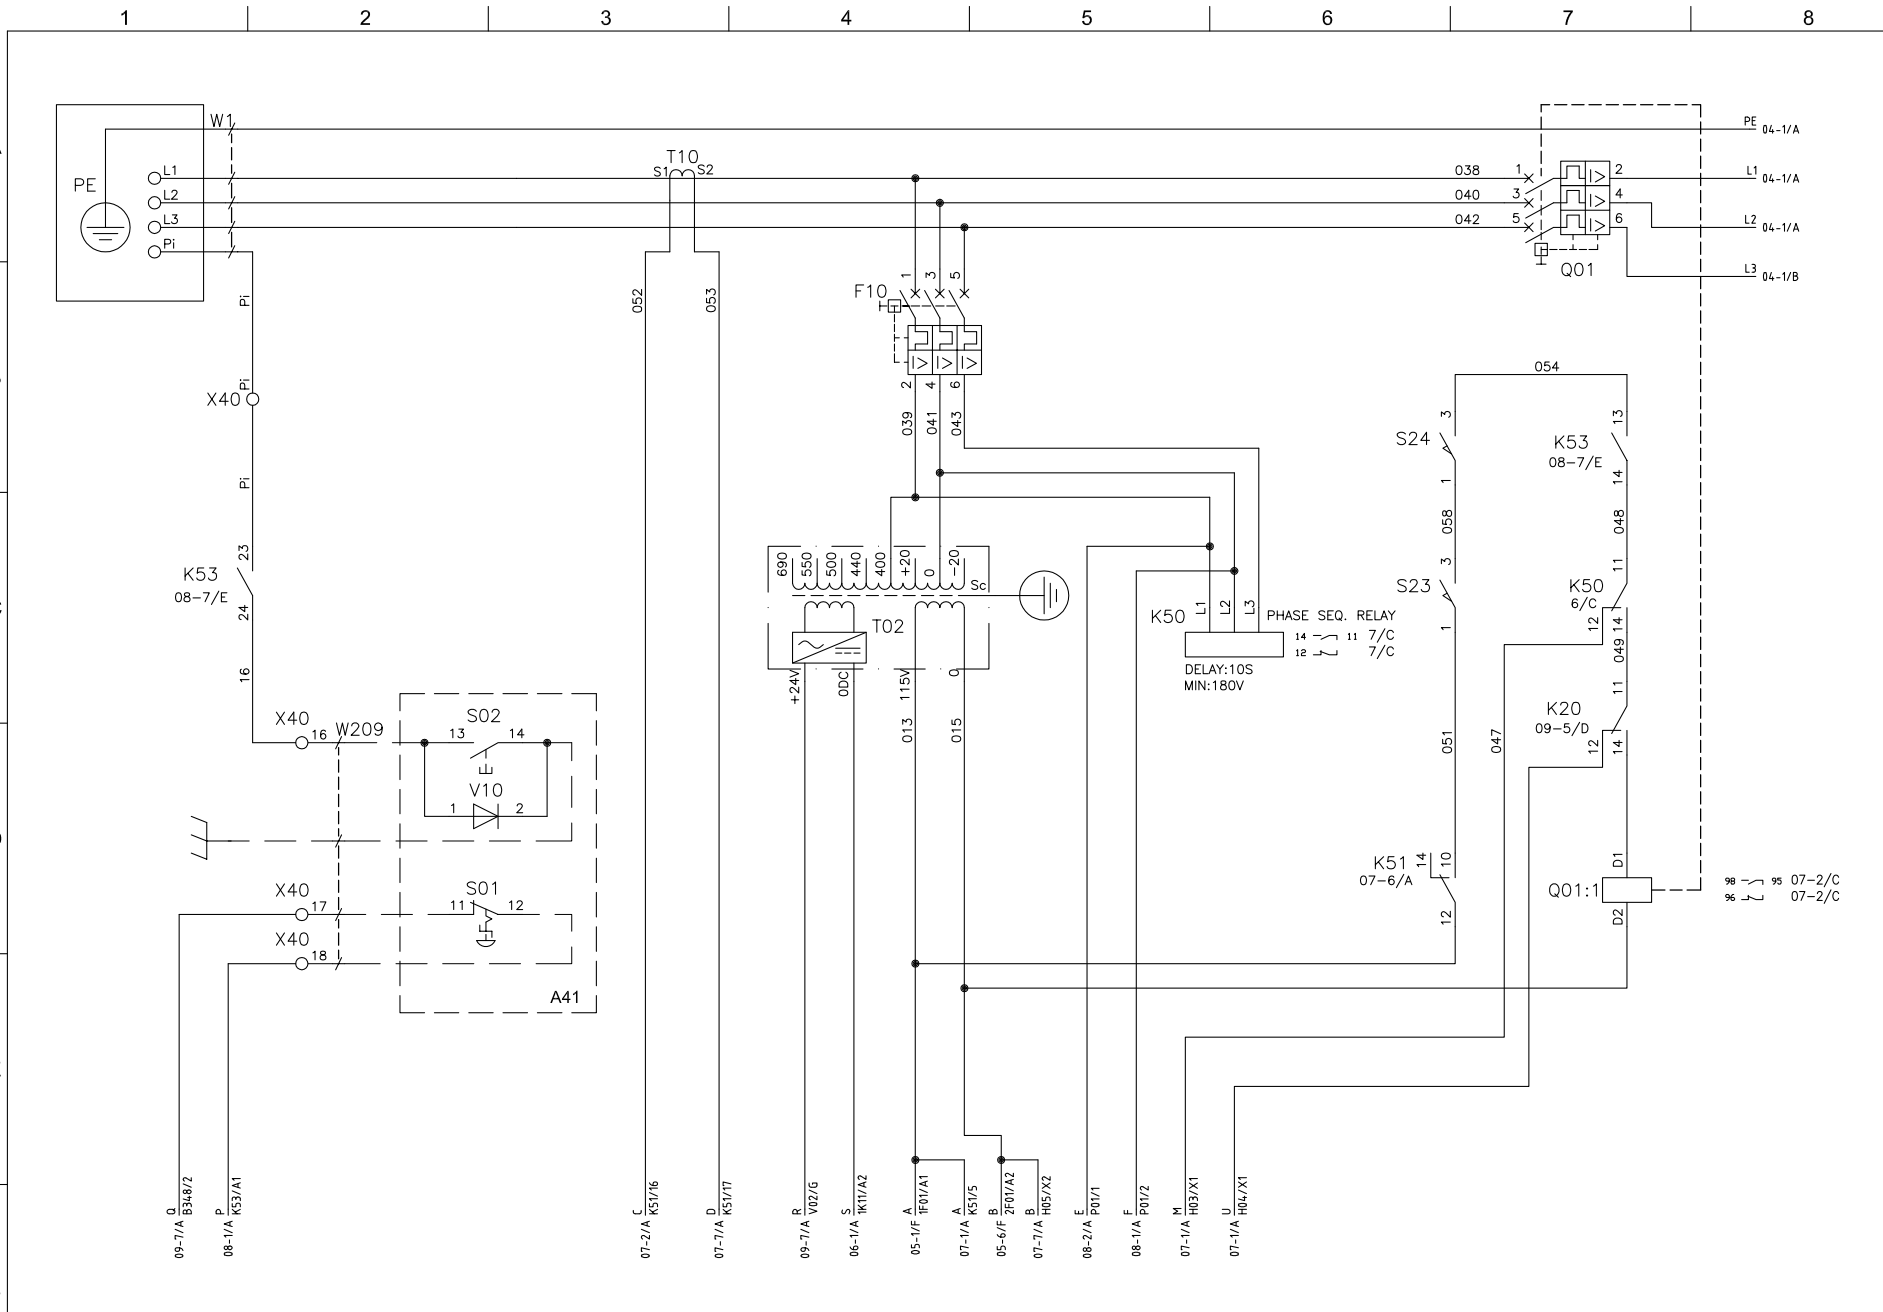 1 2 3 4 5 6 7 8
W1
PE 04-1/A
T10
S1 S2
L1
038 1 2
L1 04-1/A
PE
L2
040 3 4
L3
042 5 6
L2 04-1/A
Pi
Q01
L3 04-1/B
Pi
052
053
1 3 5
F10
I> I> I>
I> I> I>
2 4 6
Pi
X40
039 041 043
054
3
13
S24
K53
08-7/E
1
14
Pi
058
048
23
K53
08-7/E
24
690 550 500 440 400 +20 0 -20
Sc
3
11
S23
K50
6/C
12 14
1
K50
L1 L2 L3
PHASE SEQ. RELAY
14 11 7/C
12 7/C
DELAY:10S
MIN:180V
T02
049
16
+24V 0DC 115V 0
11
K20
09-5/D
12 14
X40
16
W209
S02
13 14
013 015
051
047
V10
1 2
K51
07-6/A
14 10
12
D1
Q01:1
D2
98 95 07-2/C
96 07-2/C
X40
17
S01
11 12
X40
18
A41
Q B348/2
09-7/A
P K53/A1
08-1/A
C K51/16
07-2/A
D K51/17
07-7/A
R V02/G
09-7/A
S 1K11/A2
06-1/A
A 1F01/A1
05-1/F
A K51/5
07-1/A
B 2F01/A2
05-6/F
B H05/X2
07-7/A
E P01/1
08-2/A
F P01/2
08-1/A
M H03/X1
07-1/A
U H04/X1
07-1/A